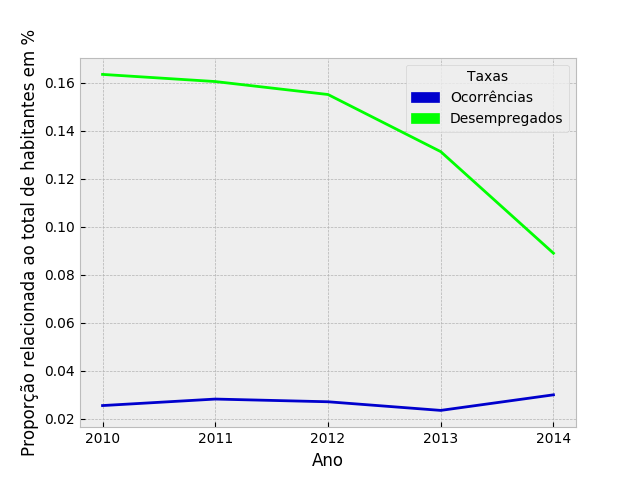 Proporção relacionada ao total de habitantes em %
0.16
0.14
0.12
0.10
0.08
0.06
0.04
0.02
Taxas
Ocorrências
Desempregados
2010 2011 2012 2013 2014
Ano